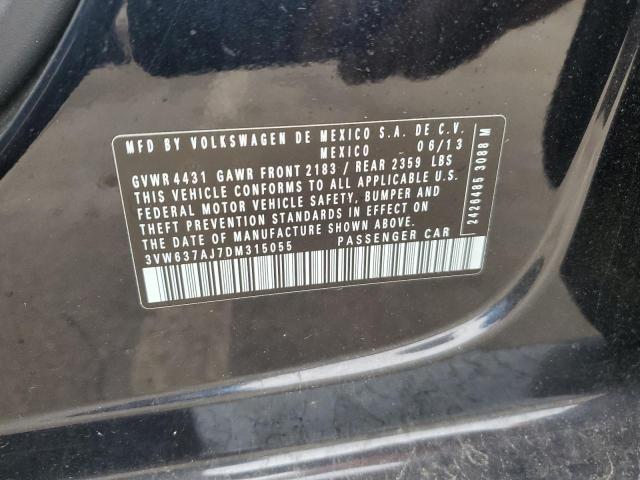 MFD BY VOLKSWAGEN DE MEXICO S.A. DE C.V.
MEXICO 06/13
GVWR 4431 GAWR FRONT 2183 / REAR 2359 LBS
THIS VEHICLE CONFORMS TO ALL APPLICABLE U.S.
FEDERAL MOTOR VEHICLE SAFETY, BUMPER AND
THEFT PREVENTION STANDARDS IN EFFECT ON
THE DATE OF MANUFACTURE SHOWN ABOVE.
3VW637AJ7DM315055 PASSENGER CAR
2426485 3088 M